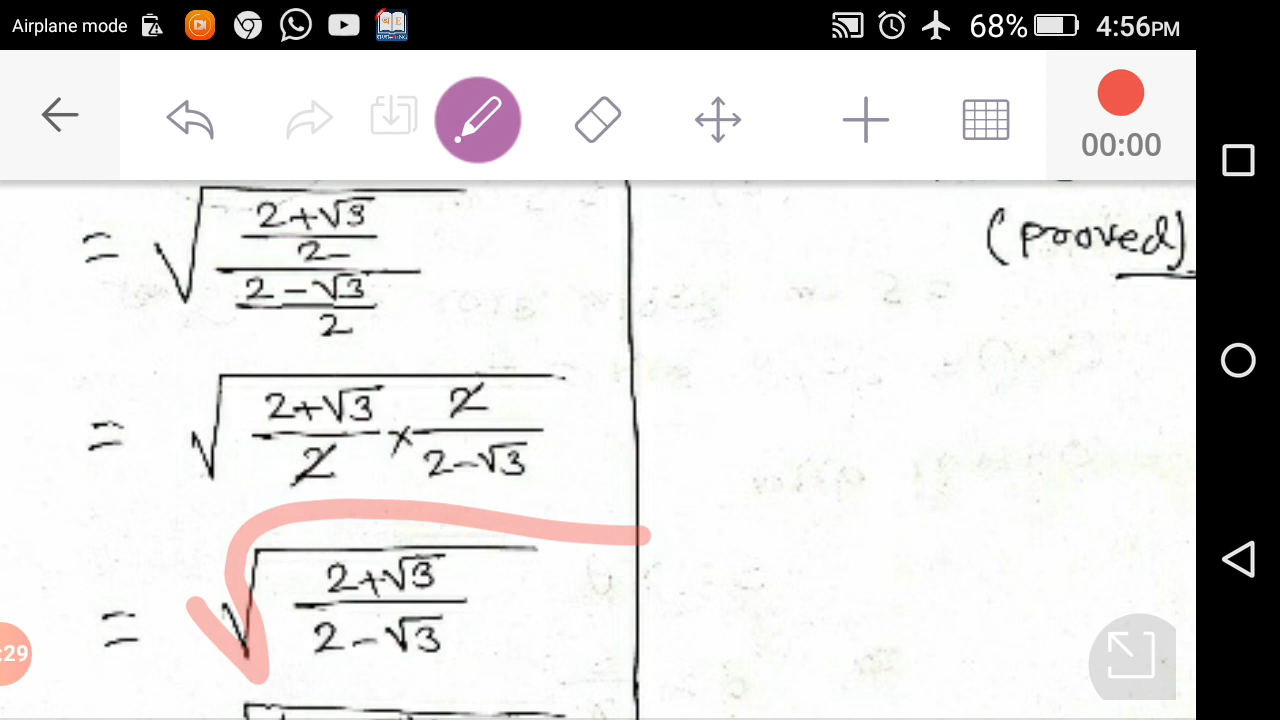 Airplane mode 68% 4:56PM
00:00
= √((2+√3)/2)/((2-√3)/2)
(proved)
= √(2+√3)/2 × 2/(2-√3)
= √(2+√3)/(2-√3)
:29